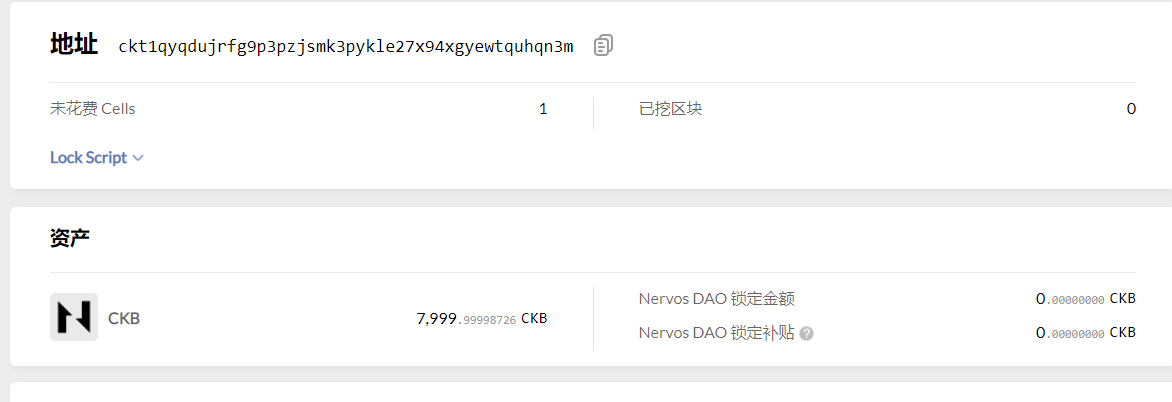 地址 ckt1qyqdujrfg9p3pzjsmk3pykle27x94xgyewtquhqn3m
未花费 Cells 1
已挖区块 0
Lock Script
资产
CKB 7,999.99998726 CKB
Nervos DAO 锁定金额 0.00000000 CKB
Nervos DAO 锁定补贴 ? 0.00000000 CKB